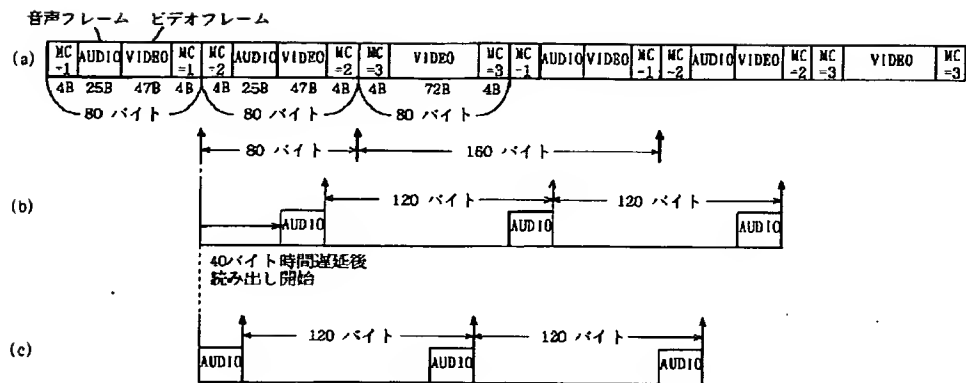 音声フレーム ビデオフレーム
(a) MC=1 AUDIO VIDEO MC=1 MC=2 AUDIO VIDEO MC=2 MC=3 VIDEO MC=3 MC-1 AUDIO VIDEO MC-1 MC-2 AUDIO VIDEO MC=2 MC=3 VIDEO MC=3
4B 25B 47B 4B 4B 25B 47B 4B 4B 72B 4B
80 バイト 80 バイト 80 バイト
80 バイト 160 バイト
(b) 120 バイト 120 バイト
AUDIO AUDIO AUDIO
40バイト時間遅延後
読み出し開始
120 バイト 120 バイト
(c) AUDIO AUDIO AUDIO